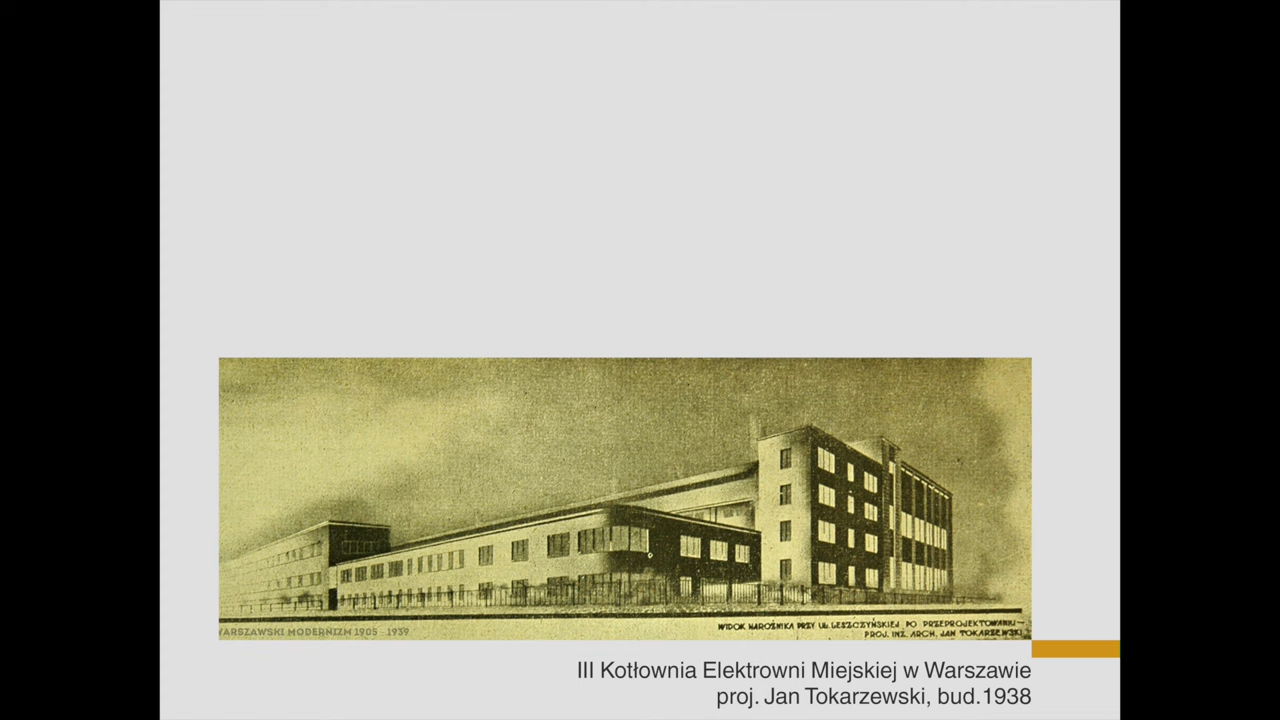 WIDOK NAROŻNIKA PRZY UL. LESZCZYŃSKIEJ PO PRZEPROJEKTOWANIU —
PROJ. INŻ. ARCH. JAN TOKARZEWSKI.
WARSZAWSKI MODERNIZM 1905 - 1939
III Kotłownia Elektrowni Miejskiej w Warszawie
proj. Jan Tokarzewski, bud.1938